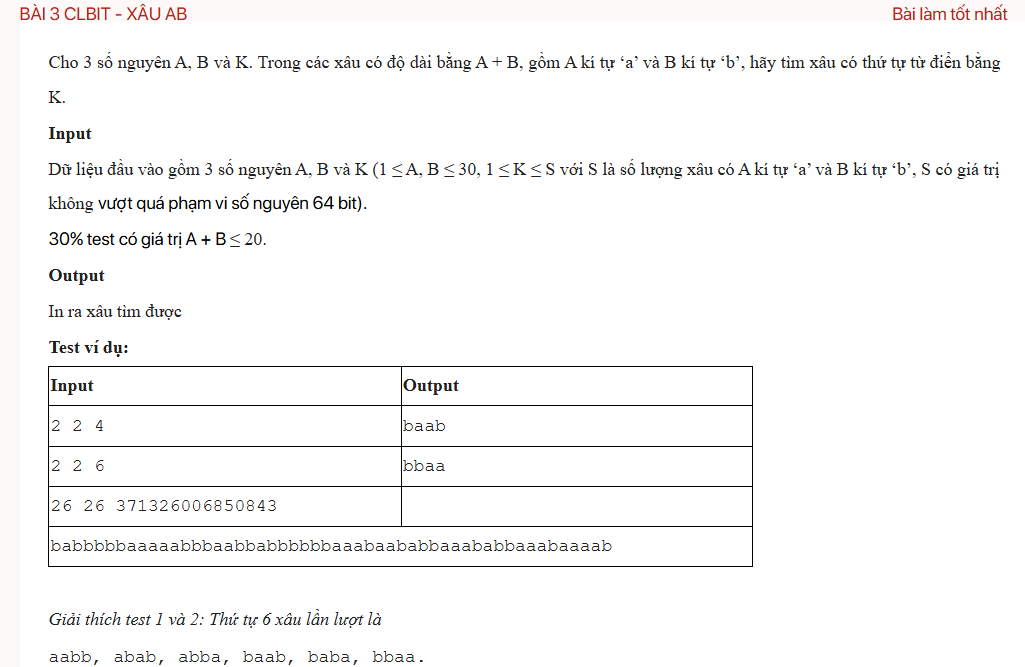 BÀI 3 CLBIT - XÂU AB
Bài làm tốt nhất
Cho 3 số nguyên A, B và K. Trong các xâu có độ dài bằng A + B, gồm A kí tự ‘a’ và B kí tự ‘b’, hãy tìm xâu có thứ tự từ điển bằng
K.
Input
Dữ liệu đầu vào gồm 3 số nguyên A, B và K (1 ≤ A, B ≤ 30, 1 ≤ K ≤ S với S là số lượng xâu có A kí tự ‘a’ và B kí tự ‘b’, S có giá trị
không vượt quá phạm vi số nguyên 64 bit).
30% test có giá trị A + B ≤ 20.
Output
In ra xâu tìm được
Test ví dụ:
Input Output
2 2 4 baab
2 2 6 bbaa
26 26 371326006850843
babbbbbaaaaabbbaabbabbbbbbaaabaababbaaababbaaabaaaab
Giải thích test 1 và 2: Thứ tự 6 xâu lần lượt là
aabb, abab, abba, baab, baba, bbaa.